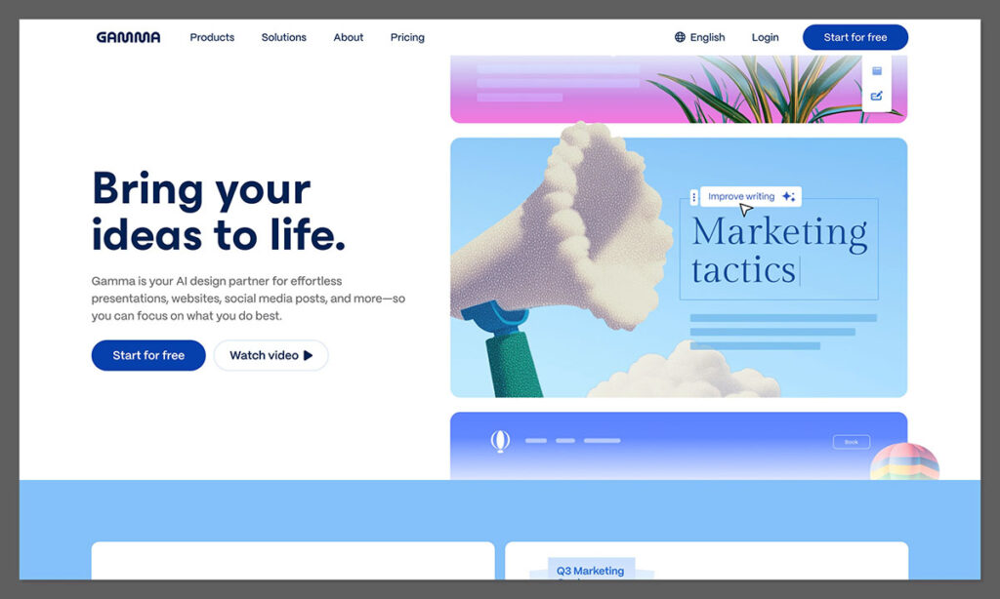 GAMMA
Products
Solutions
About
Pricing
English
Login
Start for free
Bring your
ideas to life.
Gamma is your AI design partner for effortless
presentations, websites, social media posts, and more—so
you can focus on what you do best.
Start for free
Watch video
Improve writing
Marketing
tactics
Book
Q3 Marketing